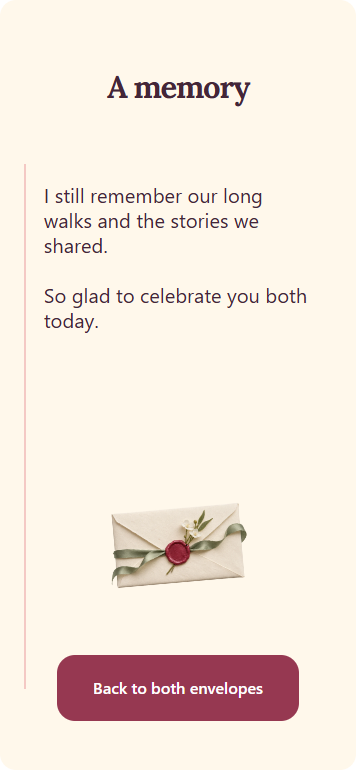 A memory
I still remember our long
walks and the stories we
shared.
So glad to celebrate you both
today.
Back to both envelopes